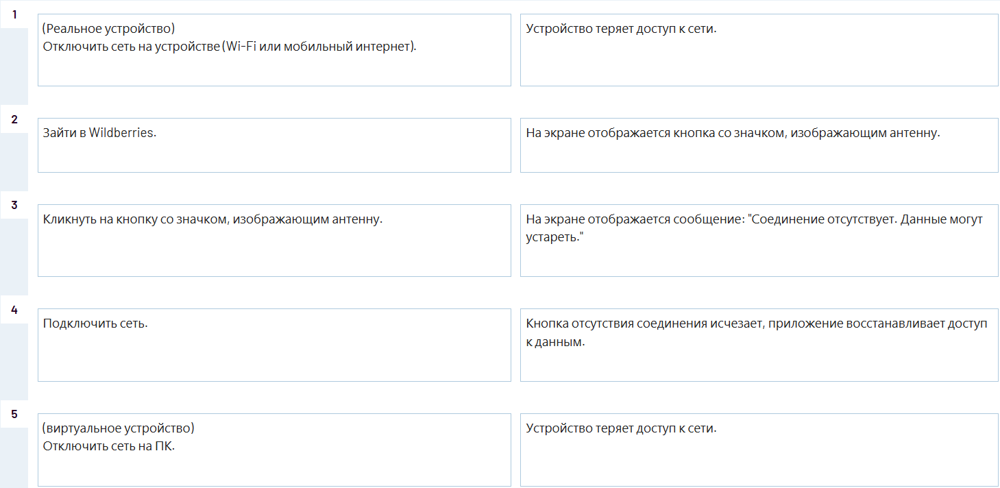 1
(Реальное устройство)
Отключить сеть на устройстве (Wi-Fi или мобильный интернет).
Устройство теряет доступ к сети.
2
Зайти в Wildberries.
На экране отображается кнопка со значком, изображающим антенну.
3
Кликнуть на кнопку со значком, изображающим антенну.
На экране отображается сообщение: "Соединение отсутствует. Данные могут
устареть."
4
Подключить сеть.
Кнопка отсутствия соединения исчезает, приложение восстанавливает доступ
к данным.
5
(виртуальное устройство)
Отключить сеть на ПК.
Устройство теряет доступ к сети.